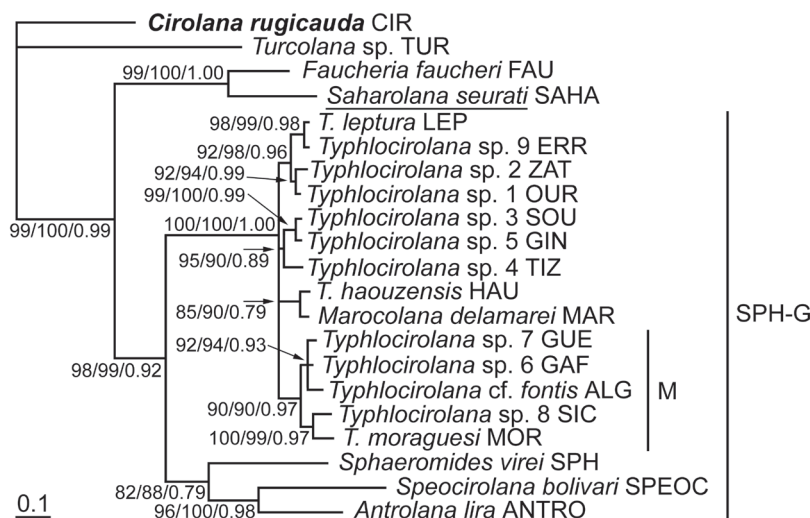 Cirolana rugicauda CIR
Turcolana sp. TUR
99/100/1.00
Faucheria faucheri FAU
Saharolana seurati SAHA
98/99/0.98
T. leptura LEP
92/98/0.96
Typhlocirolana sp. 9 ERR
92/94/0.99
Typhlocirolana sp. 2 ZAT
99/100/0.99
Typhlocirolana sp. 1 OUR
100/100/1.00
Typhlocirolana sp. 3 SOU
99/100/0.99
Typhlocirolana sp. 5 GIN
95/90/0.89
Typhlocirolana sp. 4 TIZ
T. haouzensis HAU
85/90/0.79
Marocolana delamarei MAR
SPH-G
92/94/0.93
Typhlocirolana sp. 7 GUE
98/99/0.92
Typhlocirolana sp. 6 GAF
Typhlocirolana cf. fontis ALG
M
90/90/0.97
Typhlocirolana sp. 8 SIC
100/99/0.97
T. moraguesi MOR
Sphaeromides virei SPH
82/88/0.79
Speocirolana bolivari SPEOC
0.1
96/100/0.98
Antrolana lira ANTRO